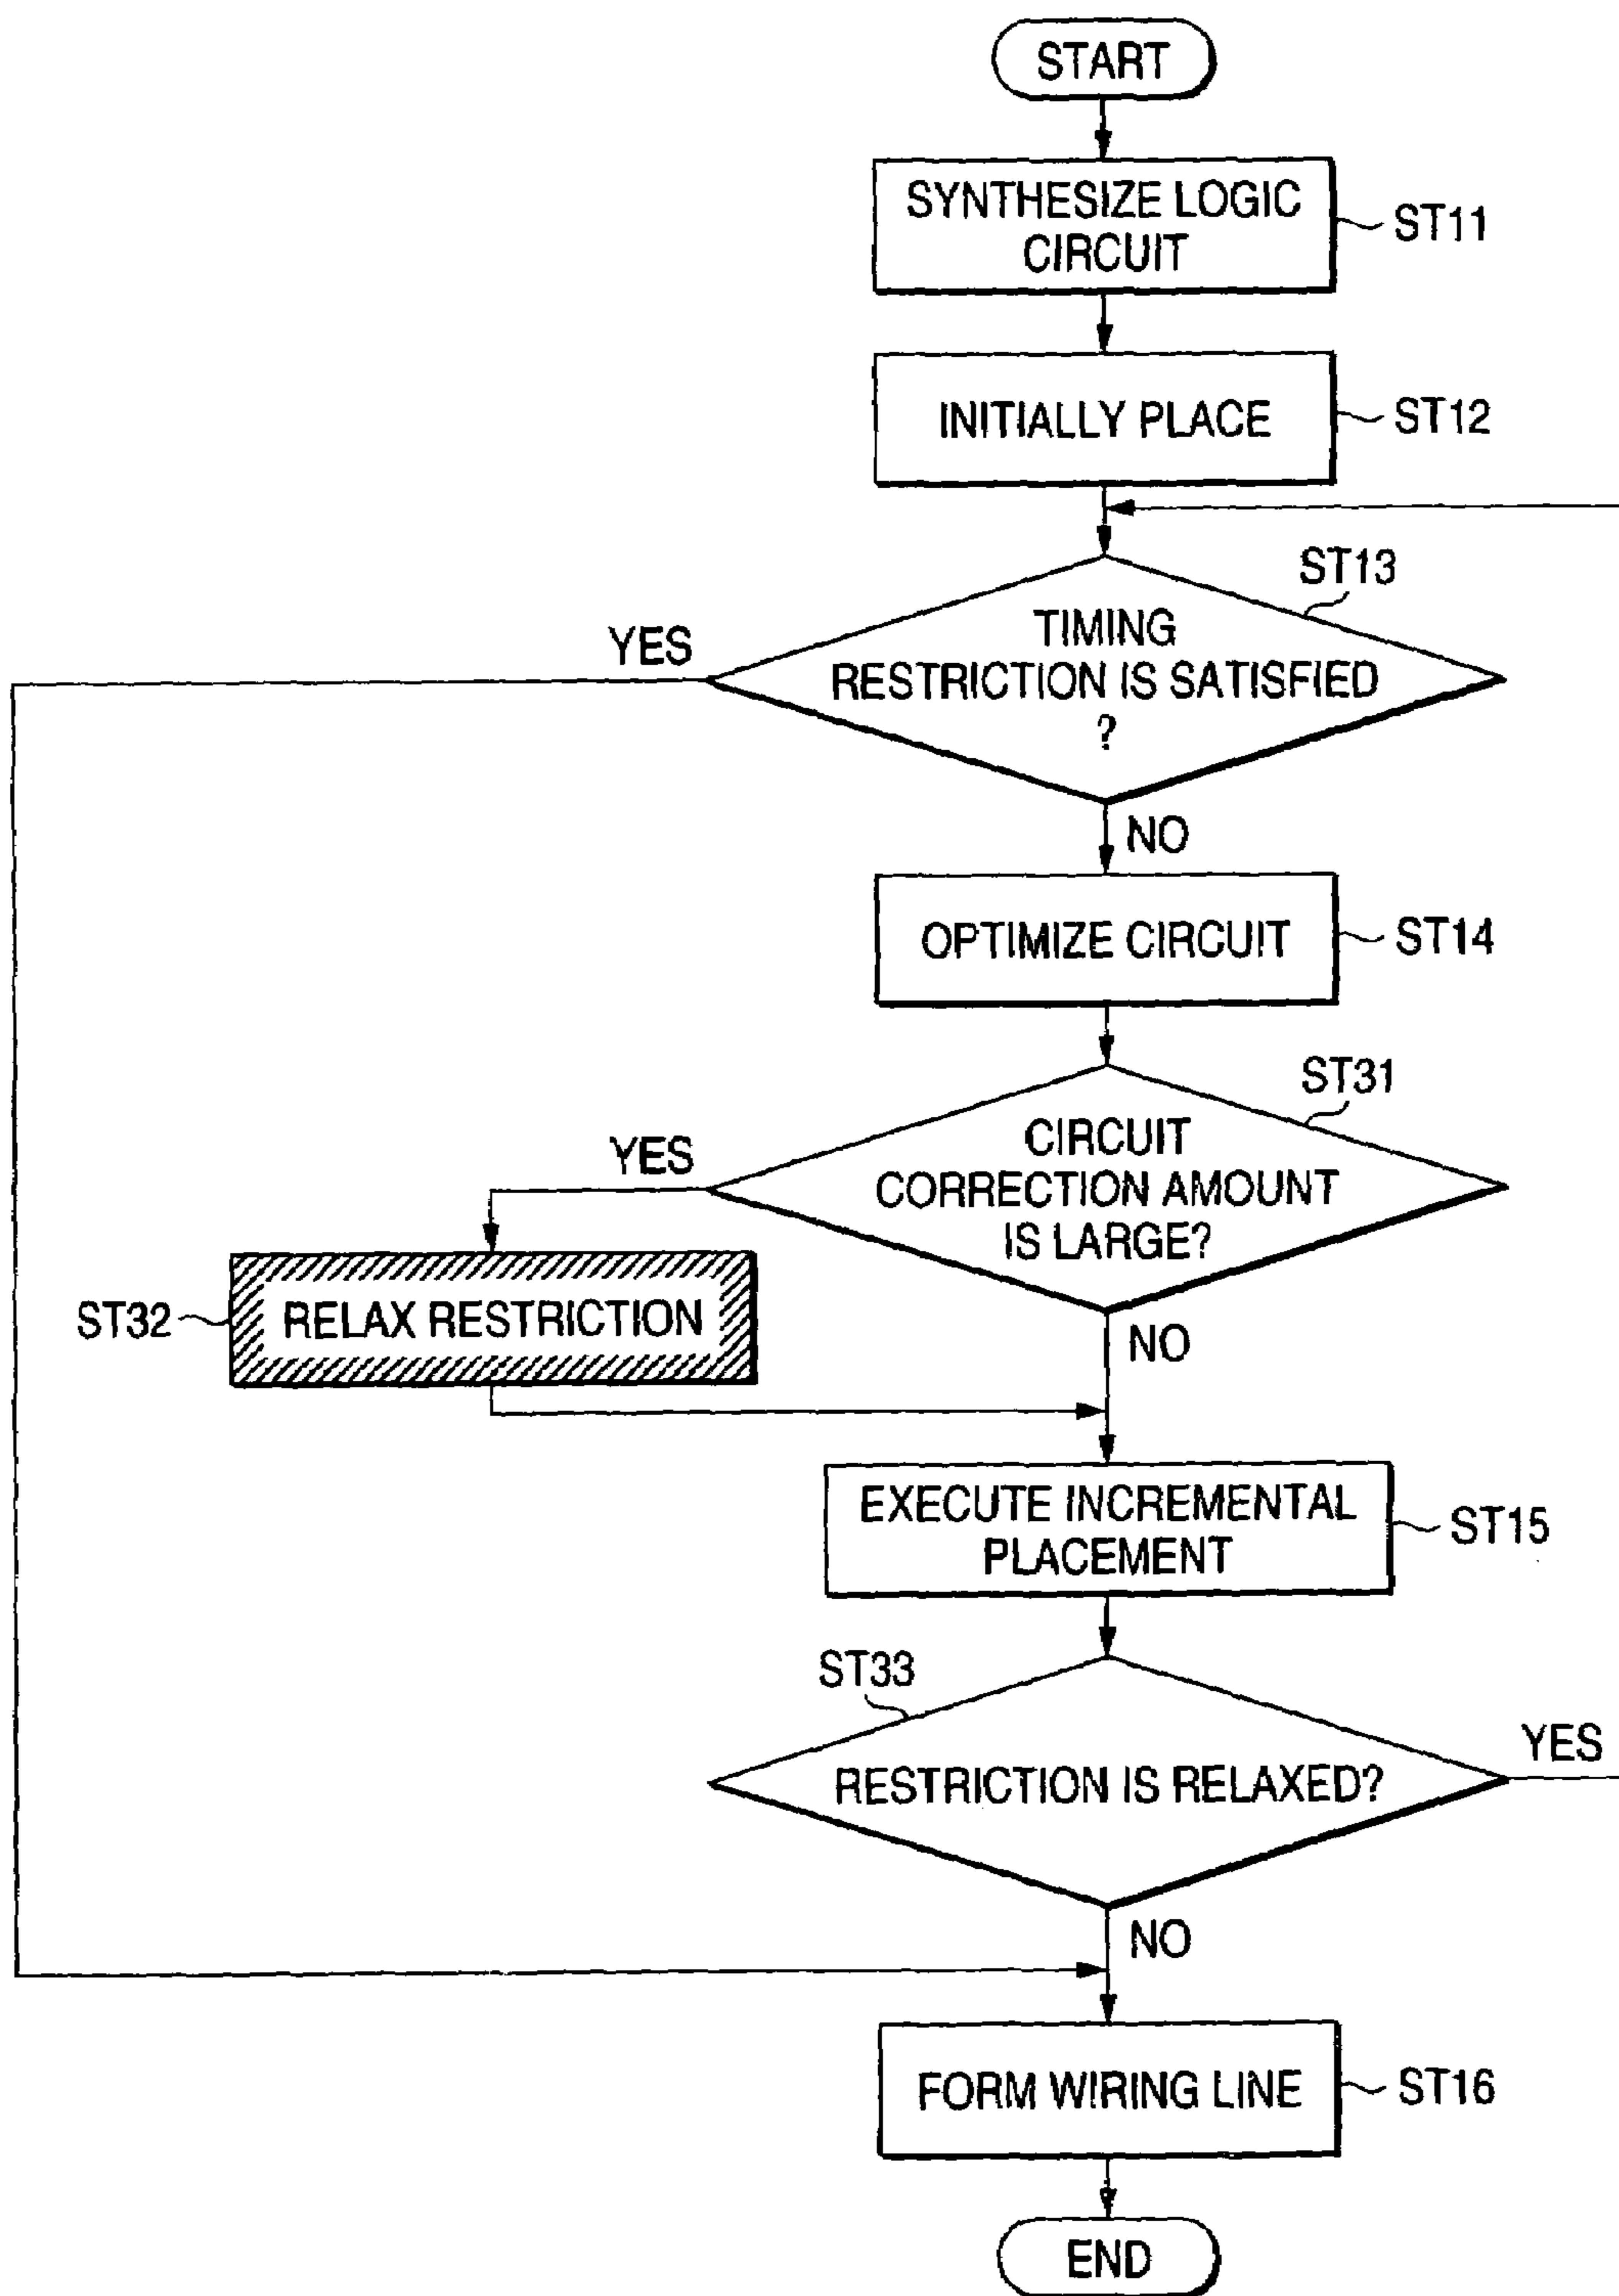 START
SYNTHESIZE LOGIC
CIRCUIT
ST11
INITIALLY PLACE
ST12
ST13
YES
TIMING
RESTRICTION IS SATISFIED
?
NO
OPTIMIZE CIRCUIT
ST14
ST31
YES
CIRCUIT
CORRECTION AMOUNT
IS LARGE?
ST32
RELAX RESTRICTION
NO
EXECUTE INCREMENTAL
PLACEMENT
ST15
ST33
RESTRICTION IS RELAXED?
YES
NO
FORM WIRING LINE
ST16
END